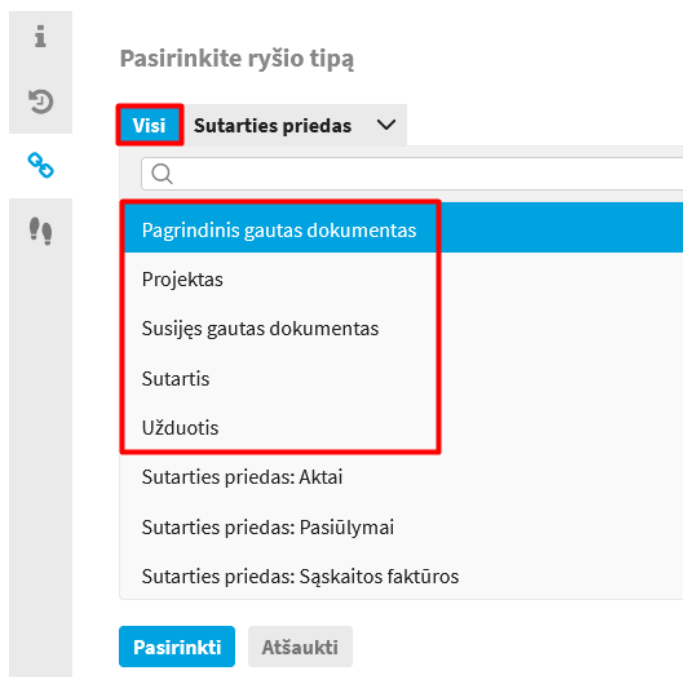 Pasirinkite ryšio tipą
Visi Sutarties priedas
Pagrindinis gautas dokumentas
Projektas
Susijęs gautas dokumentas
Sutartis
Užduotis
Sutarties priedas: Aktai
Sutarties priedas: Pasiūlymai
Sutarties priedas: Sąskaitos faktūros
Pasirinkti Atšaukti